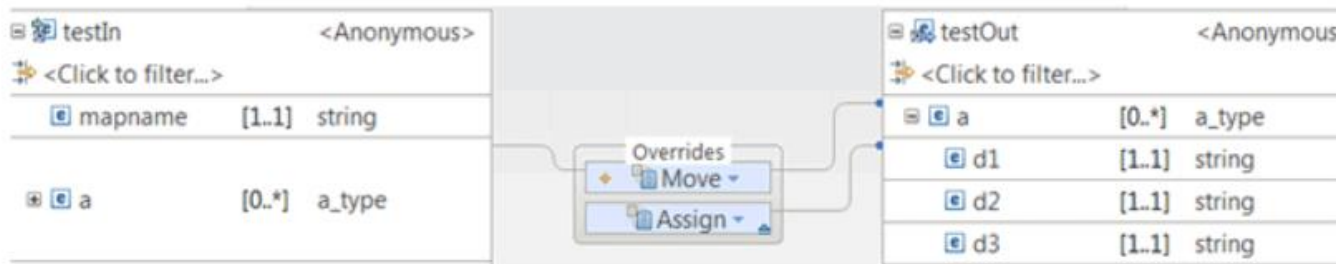 testIn <Anonymous>
<Click to filter...>
mapname [1..1] string
a [0..*] a_type
Overrides
Move
Assign
testOut <Anonymous
<Click to filter...>
a [0..*] a_type
d1 [1..1] string
d2 [1..1] string
d3 [1..1] string